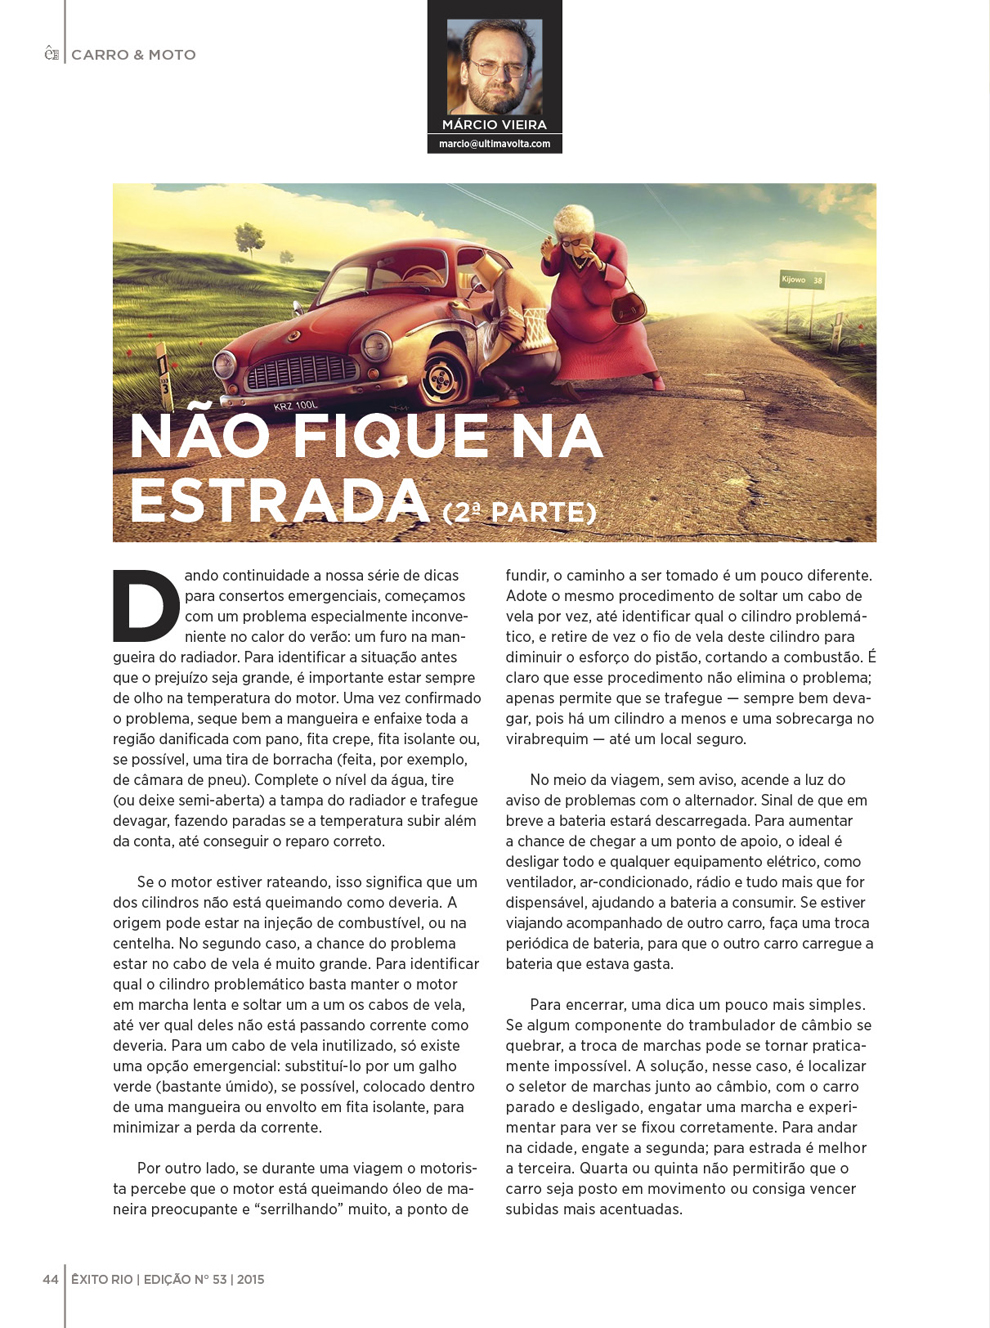 CARRO & MOTO
MÁRCIO VIEIRA
marcio@ultimavolta.com
Kijowo 38
KRZ 100L
NÃO FIQUE NA
ESTRADA (2ª PARTE)
Dando continuidade a nossa série de dicas
para consertos emergenciais, começamos
com um problema especialmente inconve-
niente no calor do verão: um furo na man-
gueira do radiador. Para identificar a situação antes
que o prejuízo seja grande, é importante estar sempre
de olho na temperatura do motor. Uma vez confirmado
o problema, seque bem a mangueira e enfaixe toda a
região danificada com pano, fita crepe, fita isolante ou,
se possível, uma tira de borracha (feita, por exemplo,
de câmara de pneu). Complete o nível da água, tire
(ou deixe semi-aberta) a tampa do radiador e trafegue
devagar, fazendo paradas se a temperatura subir além
da conta, até conseguir o reparo correto.
Se o motor estiver rateando, isso significa que um
dos cilindros não está queimando como deveria. A
origem pode estar na injeção de combustível, ou na
centelha. No segundo caso, a chance do problema
estar no cabo de vela é muito grande. Para identificar
qual o cilindro problemático basta manter o motor
em marcha lenta e soltar um a um os cabos de vela,
até ver qual deles não está passando corrente como
deveria. Para um cabo de vela inutilizado, só existe
uma opção emergencial: substituí-lo por um galho
verde (bastante úmido), se possível, colocado dentro
de uma mangueira ou envolto em fita isolante, para
minimizar a perda da corrente.
Por outro lado, se durante uma viagem o motoris-
ta percebe que o motor está queimando óleo de ma-
neira preocupante e “serrilhando” muito, a ponto de
fundir, o caminho a ser tomado é um pouco diferente.
Adote o mesmo procedimento de soltar um cabo de
vela por vez, até identificar qual o cilindro problemá-
tico, e retire de vez o fio de vela deste cilindro para
diminuir o esforço do pistão, cortando a combustão. É
claro que esse procedimento não elimina o problema;
apenas permite que se trafegue — sempre bem deva-
gar, pois há um cilindro a menos e uma sobrecarga no
virabrequim — até um local seguro.
No meio da viagem, sem aviso, acende a luz do
aviso de problemas com o alternador. Sinal de que em
breve a bateria estará descarregada. Para aumentar
a chance de chegar a um ponto de apoio, o ideal é
desligar todo e qualquer equipamento elétrico, como
ventilador, ar-condicionado, rádio e tudo mais que for
dispensável, ajudando a bateria a consumir. Se estiver
viajando acompanhado de outro carro, faça uma troca
periódica de bateria, para que o outro carro carregue a
bateria que estava gasta.
Para encerrar, uma dica um pouco mais simples.
Se algum componente do trambulador de câmbio se
quebrar, a troca de marchas pode se tornar pratica-
mente impossível. A solução, nesse caso, é localizar
o seletor de marchas junto ao câmbio, com o carro
parado e desligado, engatar uma marcha e experi-
mentar para ver se fixou corretamente. Para andar
na cidade, engate a segunda; para estrada é melhor
a terceira. Quarta ou quinta não permitirão que o
carro seja posto em movimento ou consiga vencer
subidas mais acentuadas.
44 ÊXITO RIO | EDIÇÃO Nº 53 | 2015